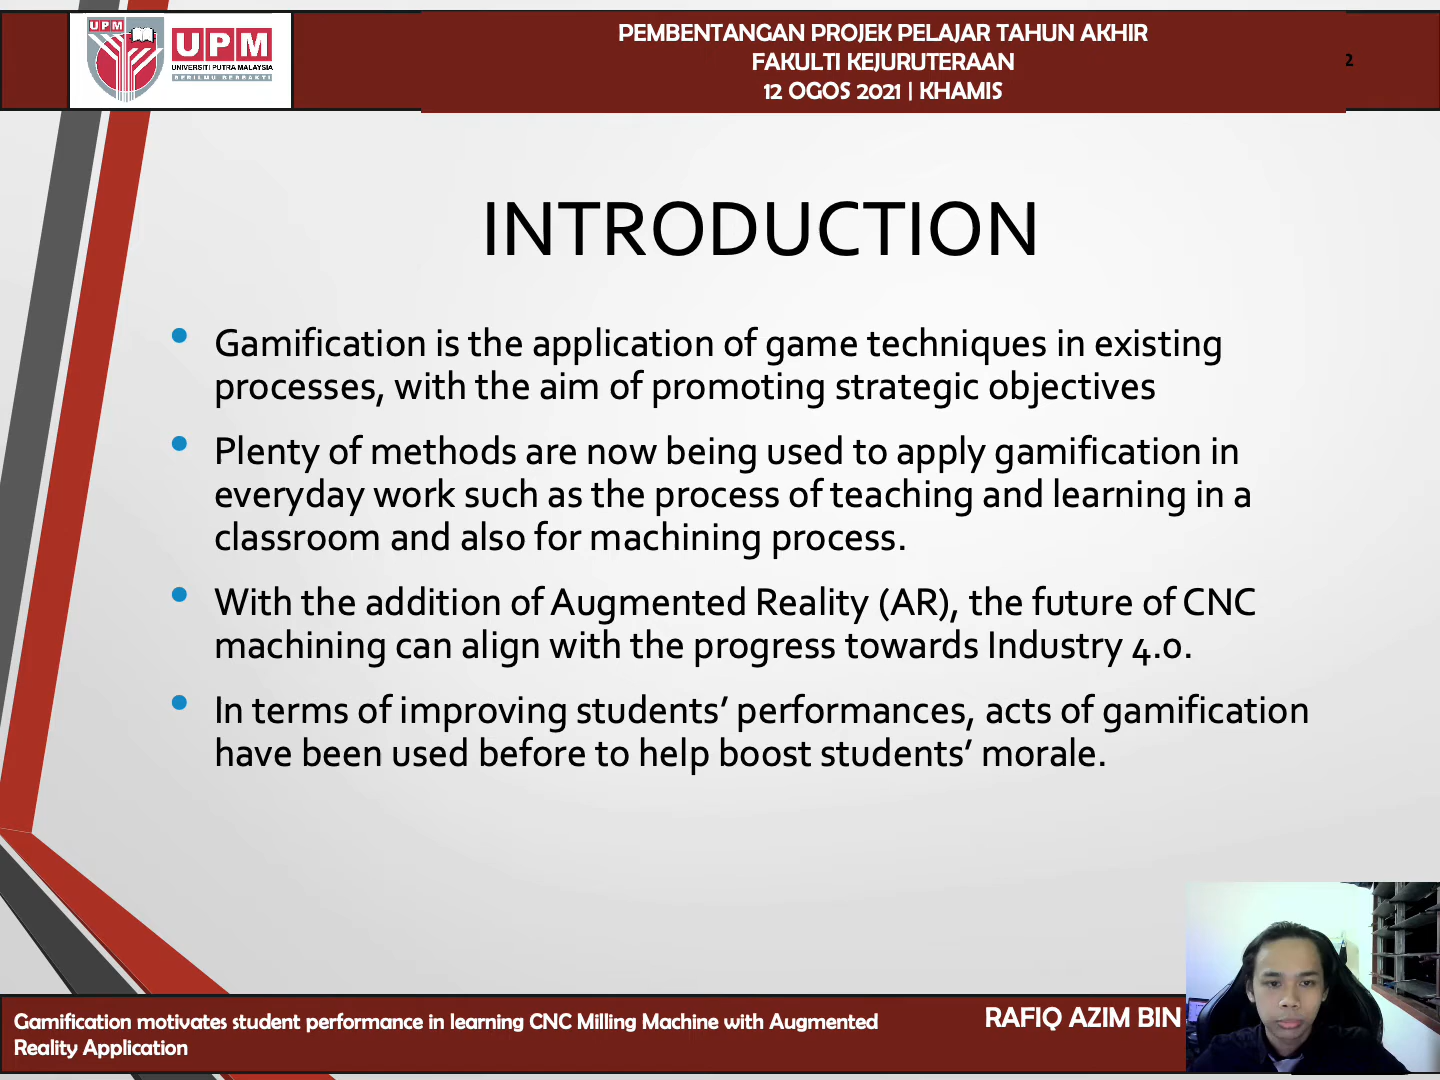 UPM
UPM
UNIVERSITI PUTRA MALAYSIA
BERILMU BERBAKTI
PEMBENTANGAN PROJEK PELAJAR TAHUN AKHIR
FAKULTI KEJURUTERAAN
12 OGOS 2021 | KHAMIS
2
INTRODUCTION
• Gamification is the application of game techniques in existing
processes, with the aim of promoting strategic objectives
• Plenty of methods are now being used to apply gamification in
everyday work such as the process of teaching and learning in a
classroom and also for machining process.
• With the addition of Augmented Reality (AR), the future of CNC
machining can align with the progress towards Industry 4.0.
• In terms of improving students’ performances, acts of gamification
have been used before to help boost students’ morale.
Gamification motivates student performance in learning CNC Milling Machine with Augmented
Reality Application
RAFIQ AZIM BIN